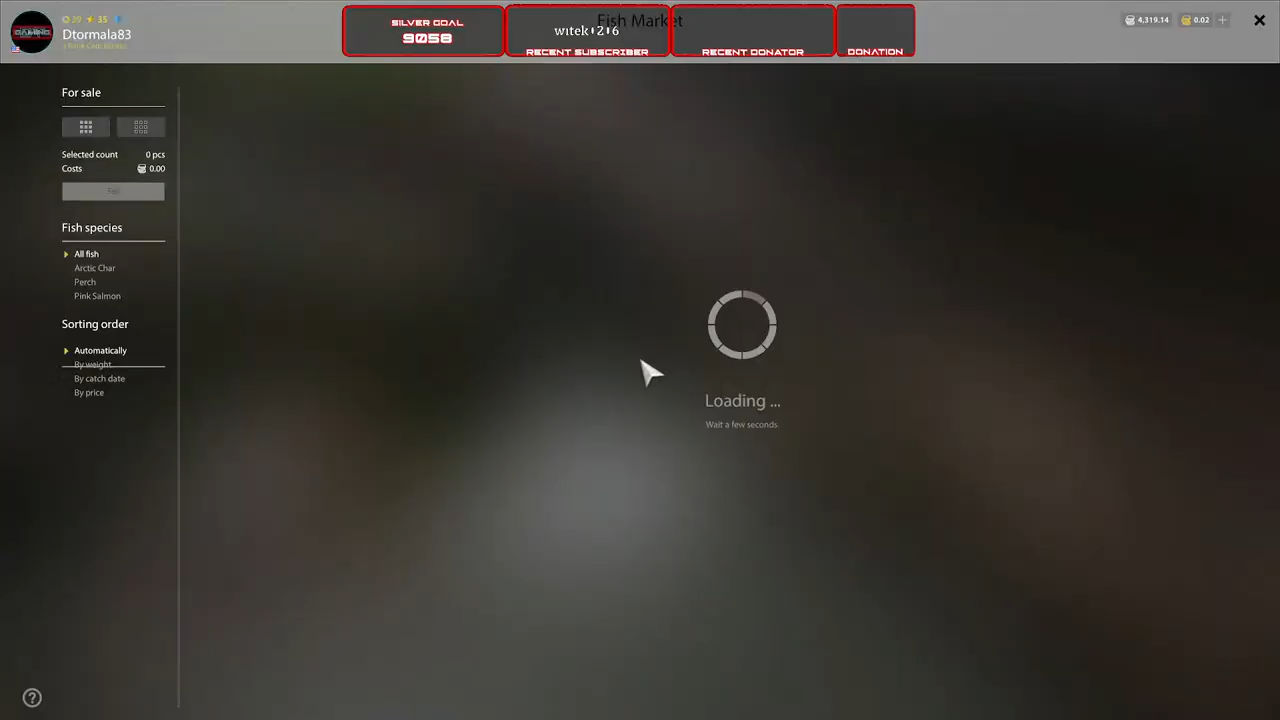 39 35
Dtormala83
SILVER GOAL
9058
Fish Market
RECENT SUBSCRIBER
RECENT DONATOR
DONATION
4,319.14
0.02
For sale
Selected count 0 pcs
Costs 0.00
Fish species
All fish
Arctic Char
Perch
Pink Salmon
Sorting order
Automatically
By weight
By catch date
By price
Loading ...
Wait a few seconds.